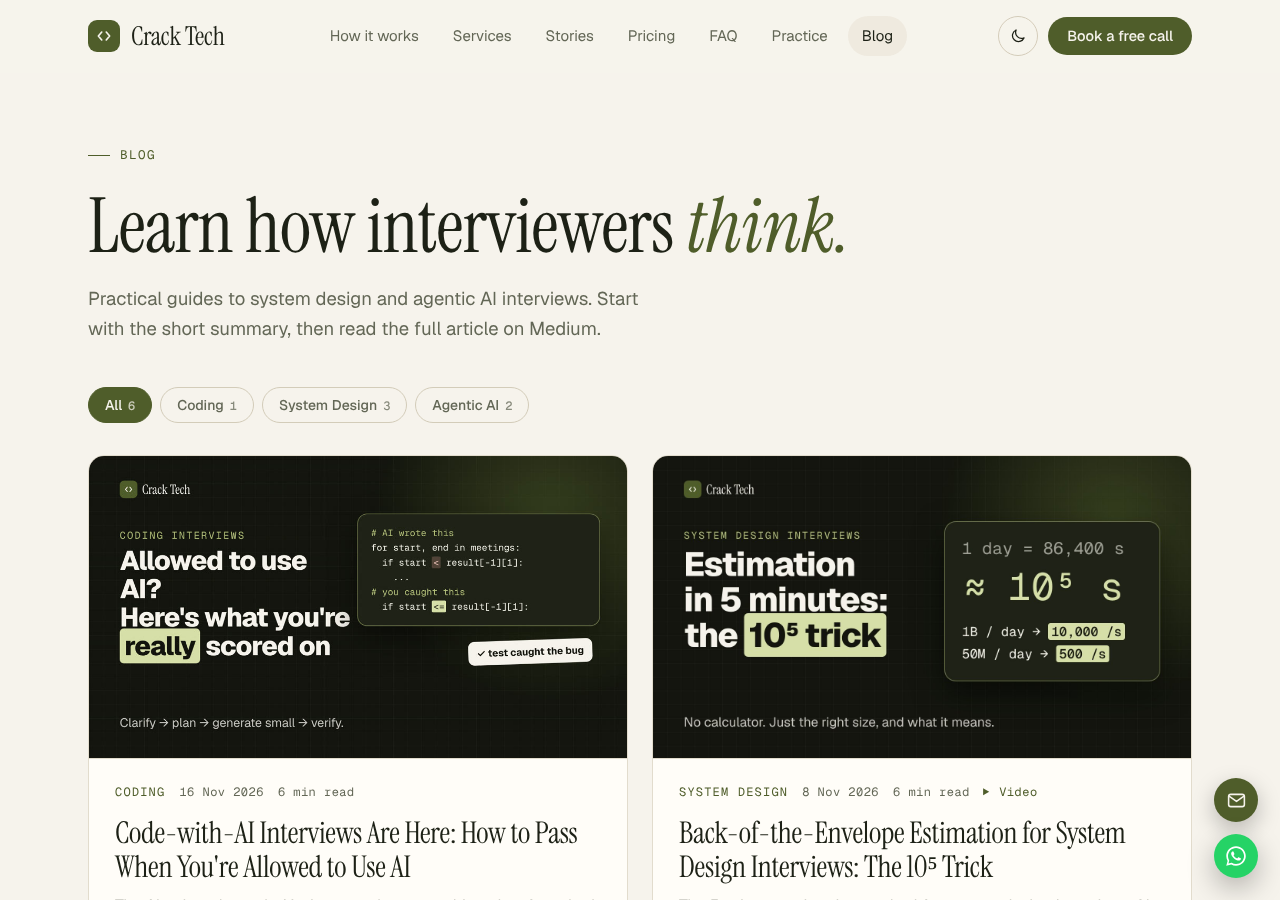 Crack Tech
How it works
Services
Stories
Pricing
FAQ
Practice
Blog
Book a free call
BLOG
Learn how interviewers think.
Practical guides to system design and agentic AI interviews. Start
with the short summary, then read the full article on Medium.
All 6
Coding 1
System Design 3
Agentic AI 2
Crack Tech
CODING INTERVIEWS
Allowed to use
AI?
Here's what you're
really scored on
# AI wrote this
for start, end in meetings:
if start < result[-1][1]:
...
# you caught this
if start <= result[-1][1]:
✓ test caught the bug
Clarify → plan → generate small → verify.
CODING 16 Nov 2026 6 min read
Code-with-AI Interviews Are Here: How to Pass
When You're Allowed to Use AI
Crack Tech
SYSTEM DESIGN INTERVIEWS
Estimation
in 5 minutes:
the 10⁵ trick
1 day = 86,400 s
≈ 10⁵ s
1B / day → 10,000 /s
50M / day → 500 /s
No calculator. Just the right size, and what it means.
SYSTEM DESIGN 8 Nov 2026 6 min read ▶ Video
Back-of-the-Envelope Estimation for System
Design Interviews: The 10⁵ Trick